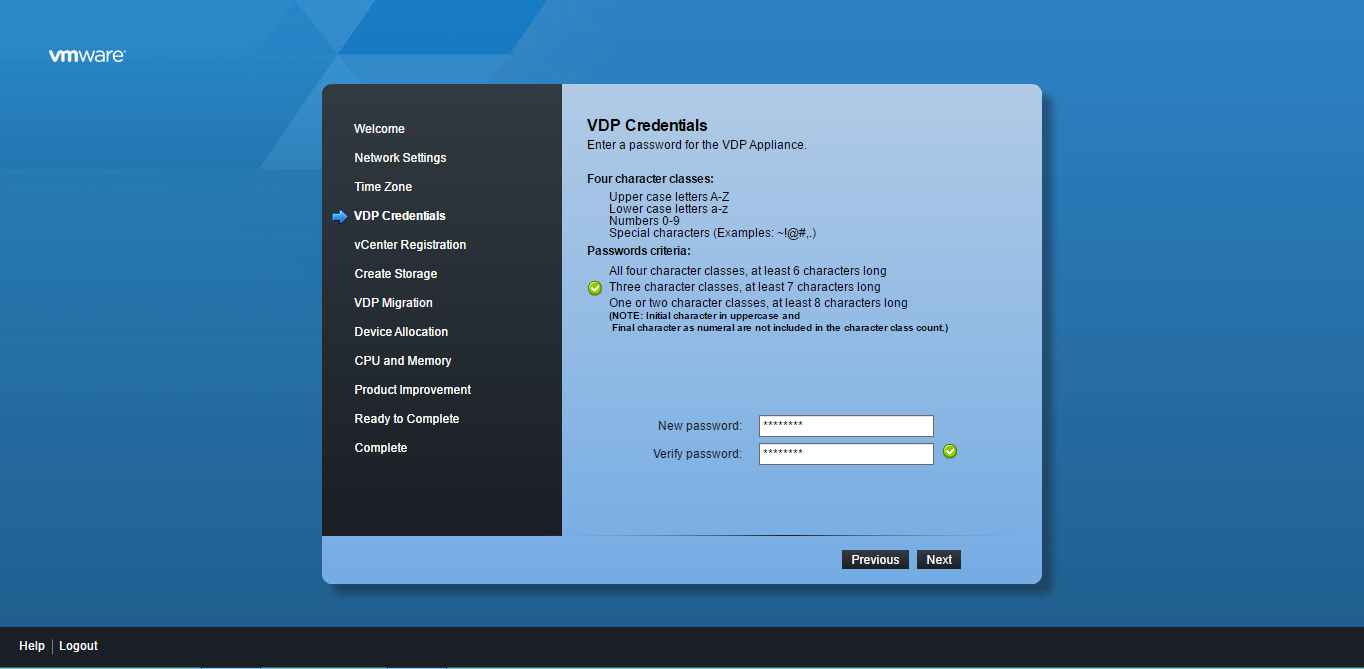 vmware
Welcome
Network Settings
Time Zone
VDP Credentials
vCenter Registration
Create Storage
VDP Migration
Device Allocation
CPU and Memory
Product Improvement
Ready to Complete
Complete
VDP Credentials
Enter a password for the VDP Appliance.
Four character classes:
Upper case letters A-Z
Lower case letters a-z
Numbers 0-9
Special characters (Examples: ~!@#,.)
Passwords criteria:
All four character classes, at least 6 characters long
Three character classes, at least 7 characters long
One or two character classes, at least 8 characters long
(NOTE: Initial character in uppercase and
Final character as numeral are not included in the character class count.)
New password: ********
Verify password: ********
Previous Next
Help Logout